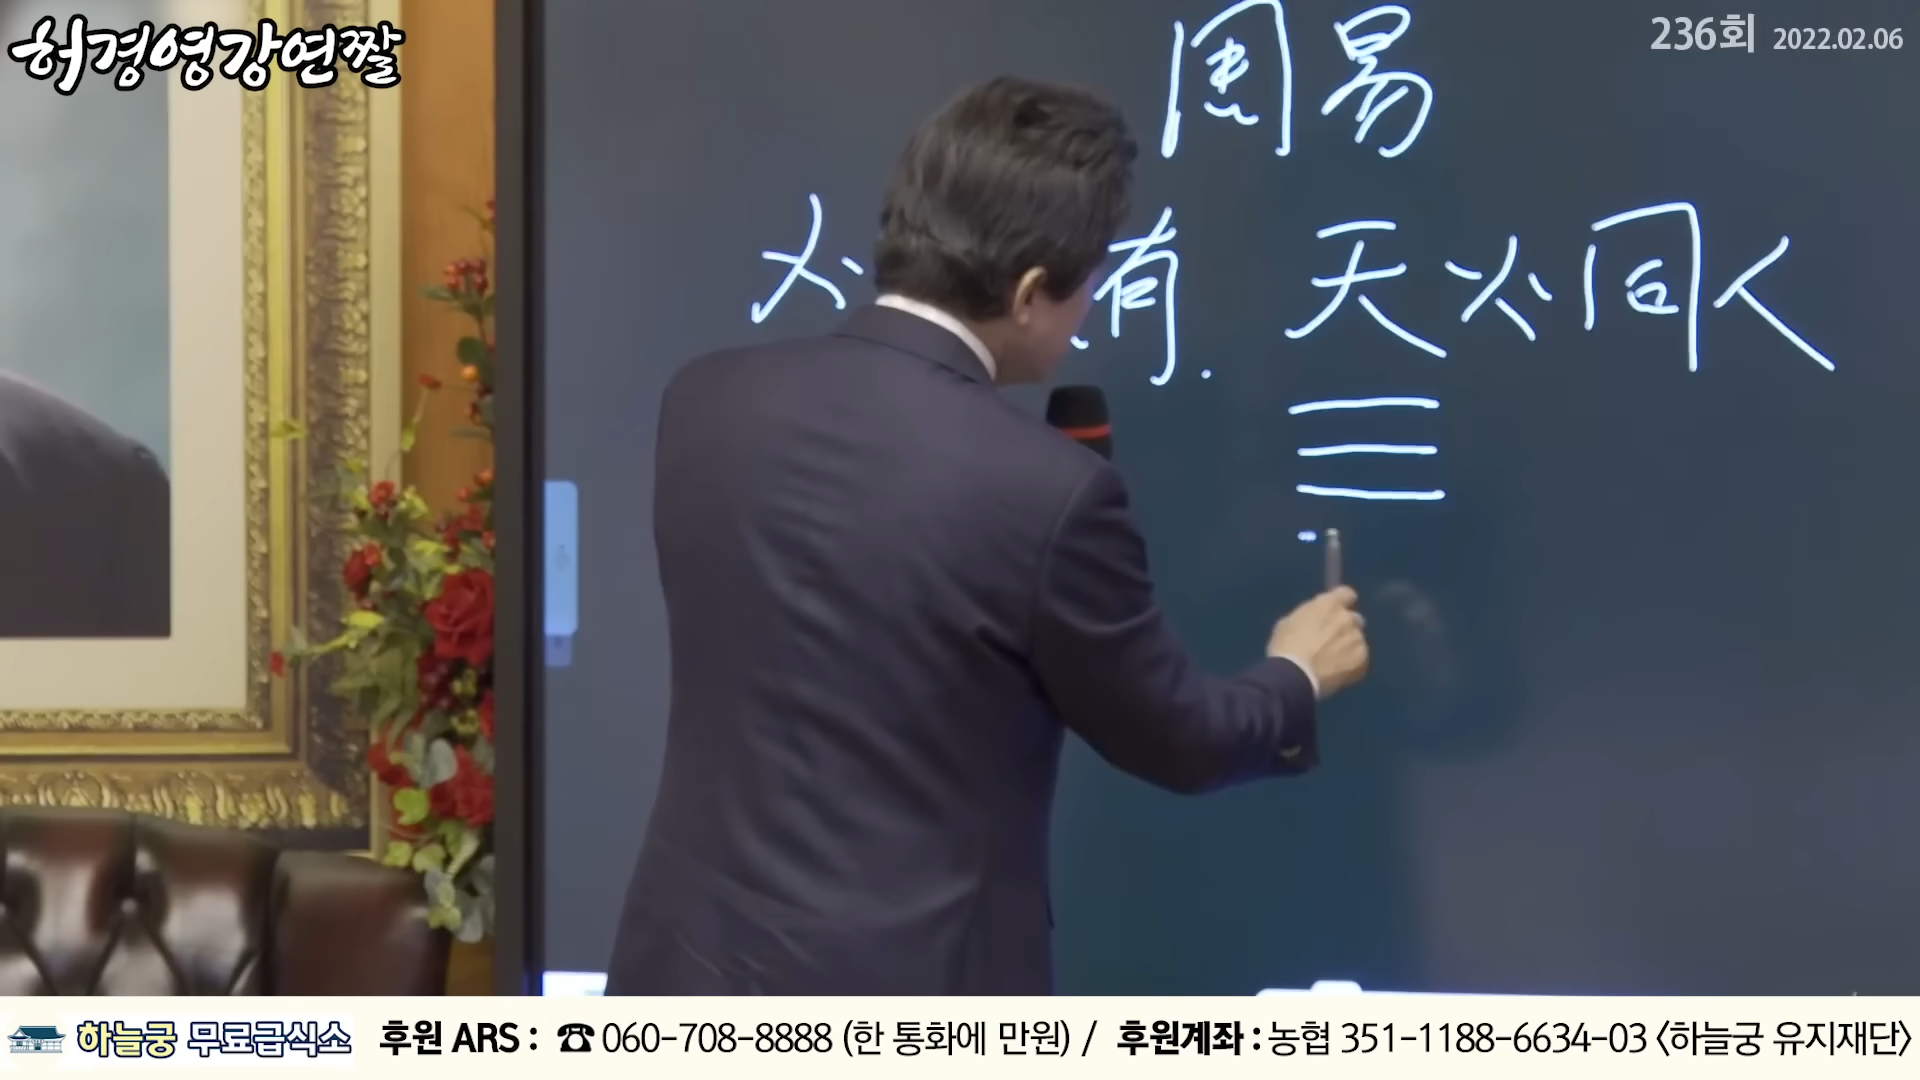 허경영강연짤
236회 2022.02.06
周易
火 有. 天火同人
하늘궁 무료급식소 후원 ARS : ☎ 060-708-8888 (한 통화에 만원) / 후원계좌 : 농협 351-1188-6634-03 <하늘궁 유지재단>